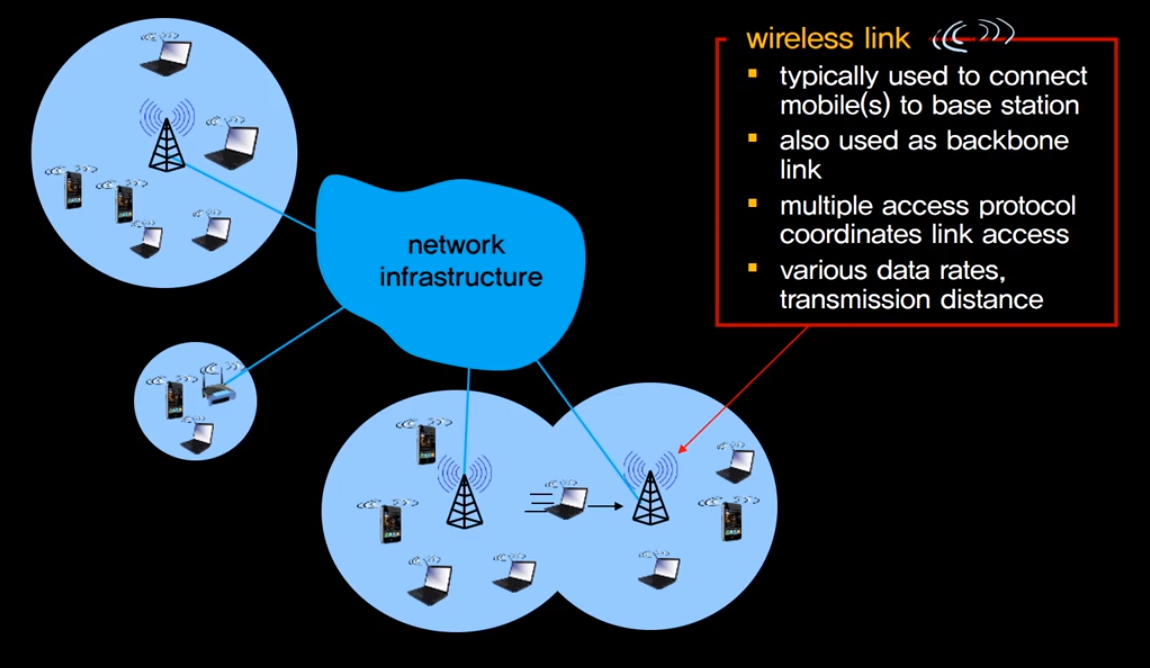 wireless link
typically used to connect
mobile(s) to base station
also used as backbone
link
multiple access protocol
coordinates link access
various data rates,
transmission distance
network
infrastructure